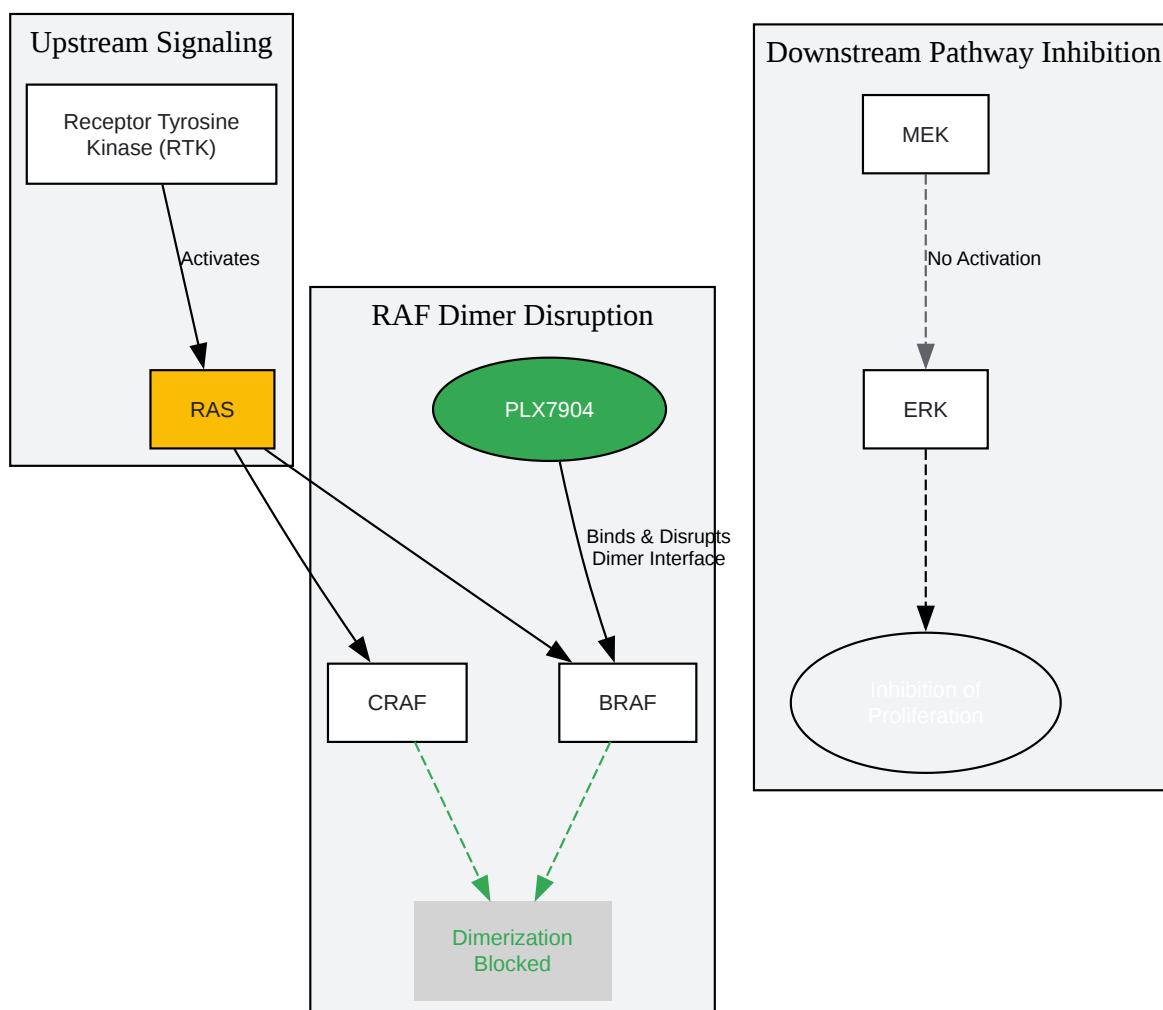 Upstream Signaling
Receptor Tyrosine
Kinase (RTK)
Activates
RAS
RAF Dimer Disruption
PLX7904
Binds & Disrupts
Dimer Interface
CRAF
BRAF
Dimerization
Blocked
Downstream Pathway Inhibition
MEK
No Activation
ERK
Inhibition of
Proliferation